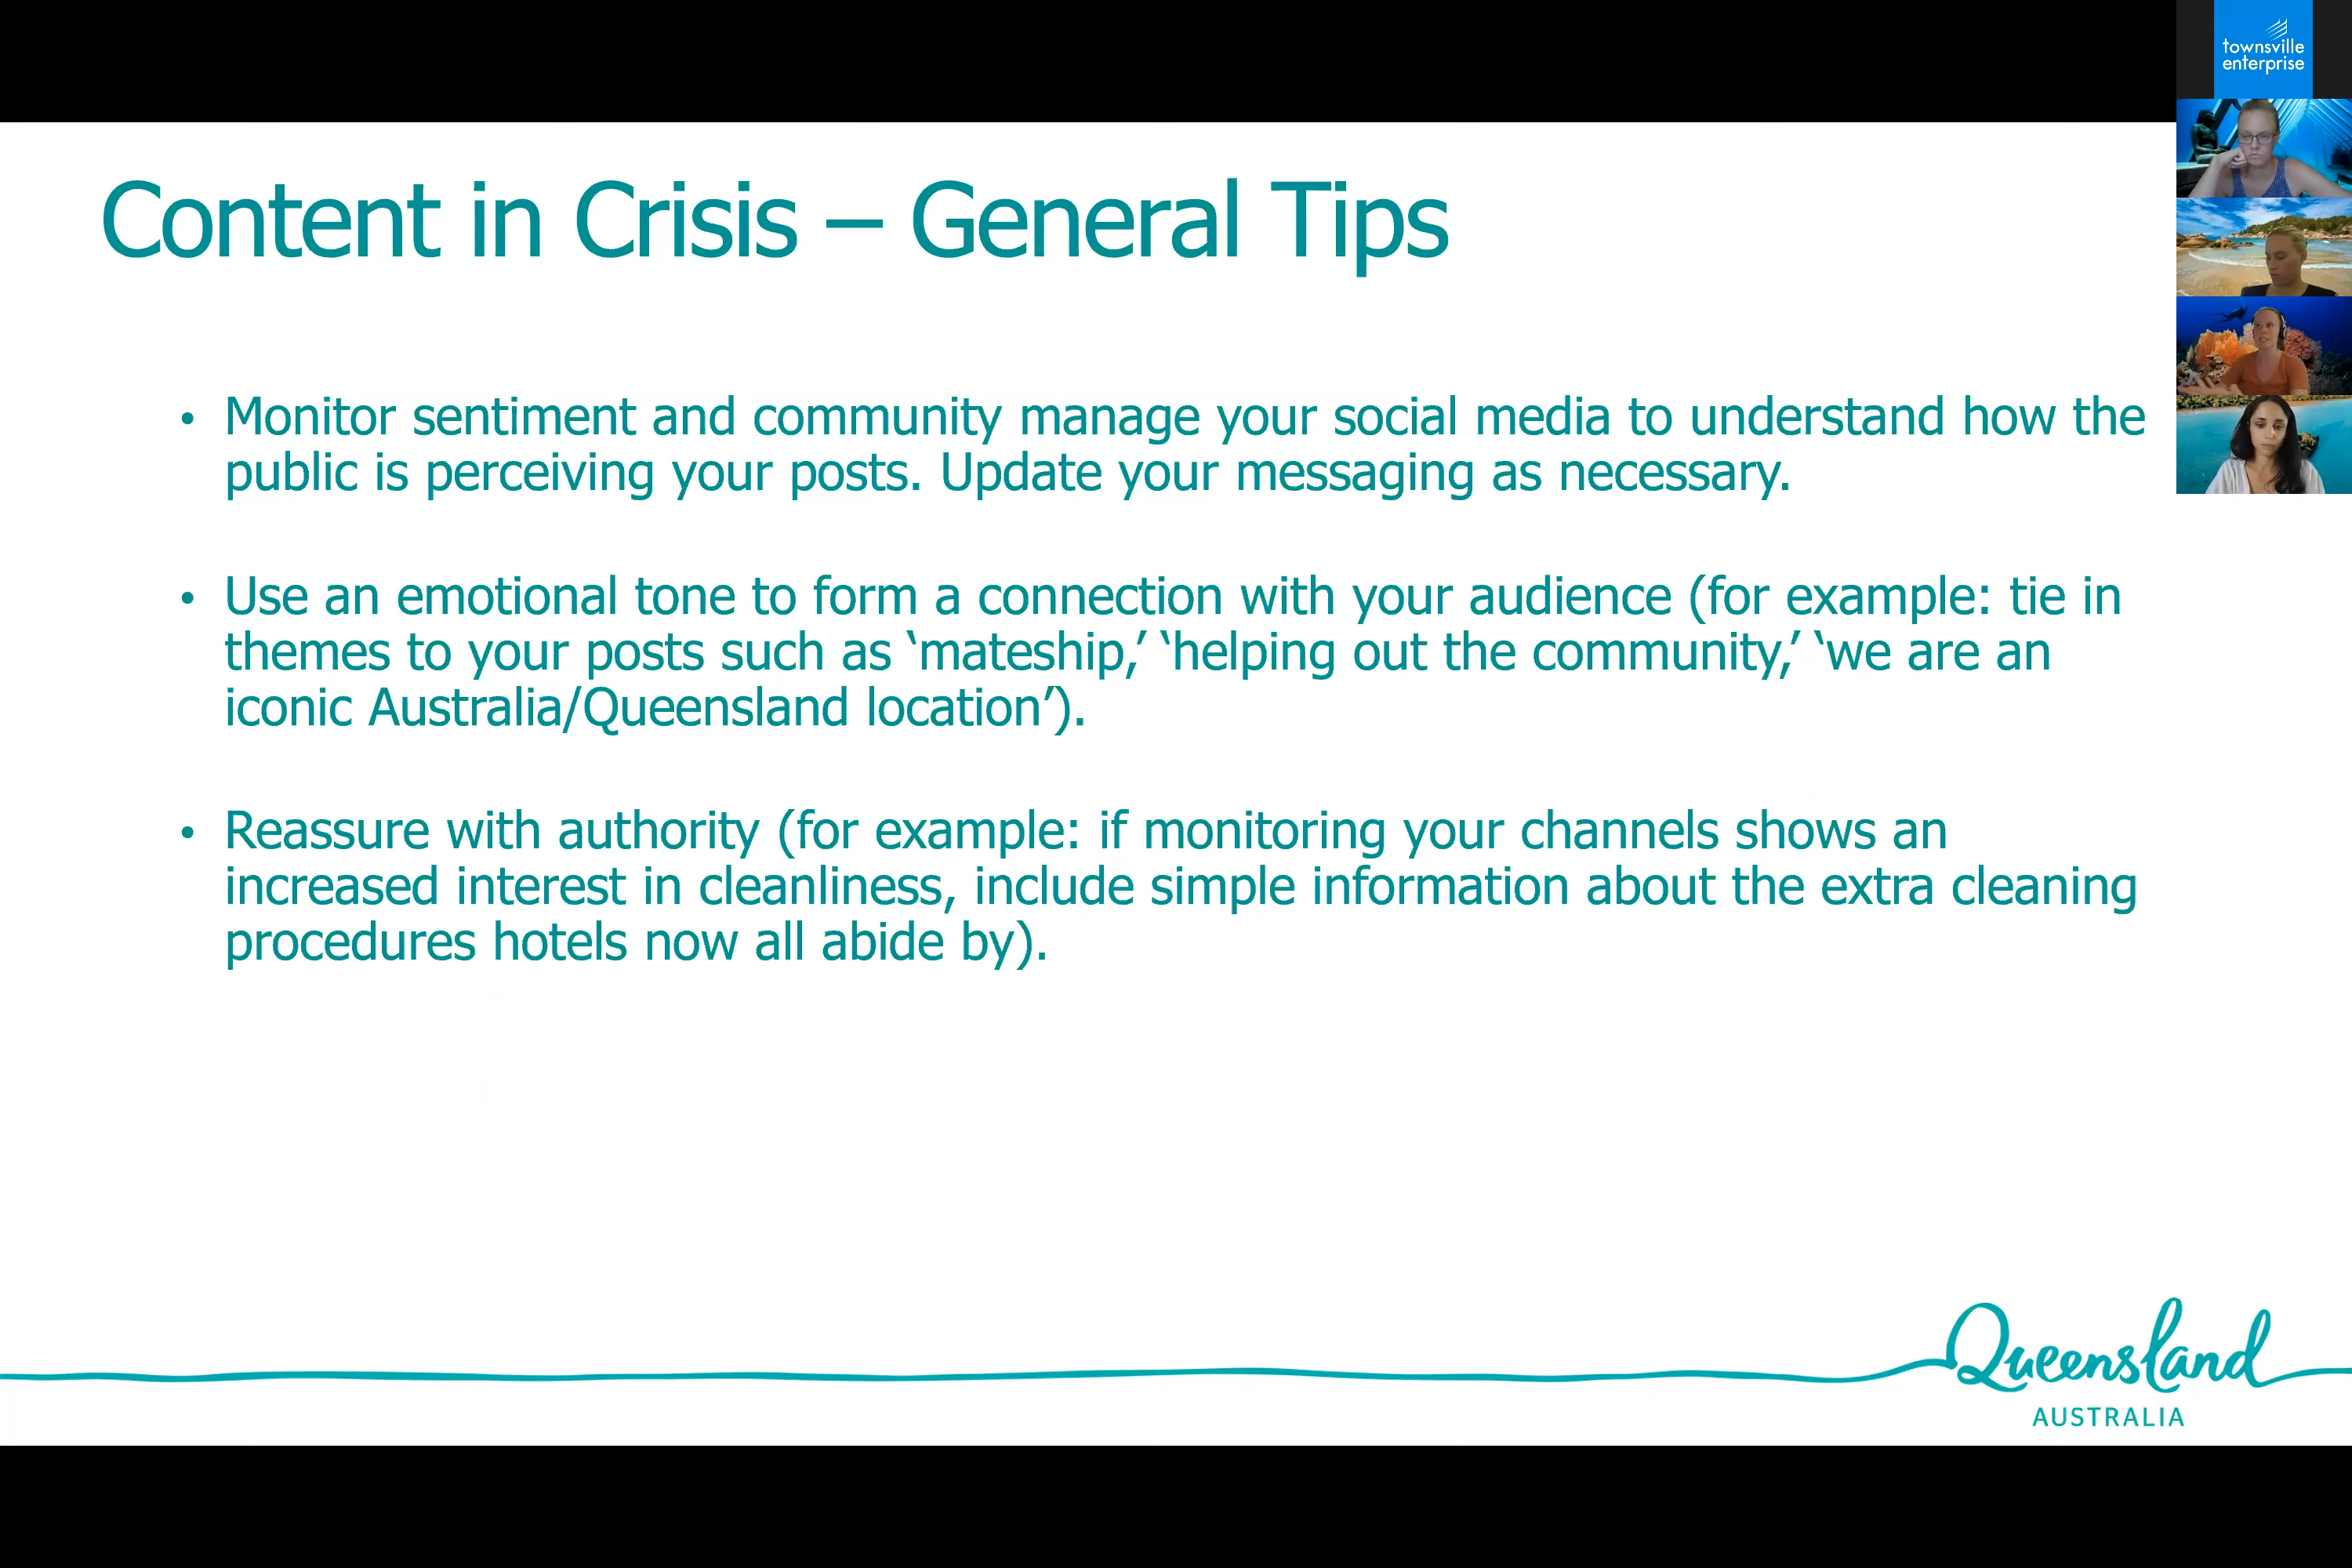 townsville
enterprise
Content in Crisis – General Tips
• Monitor sentiment and community manage your social media to understand how the
public is perceiving your posts. Update your messaging as necessary.
• Use an emotional tone to form a connection with your audience (for example: tie in
themes to your posts such as ‘mateship,’ ‘helping out the community,’ ‘we are an
iconic Australia/Queensland location’).
• Reassure with authority (for example: if monitoring your channels shows an
increased interest in cleanliness, include simple information about the extra cleaning
procedures hotels now all abide by).
Queensland
AUSTRALIA